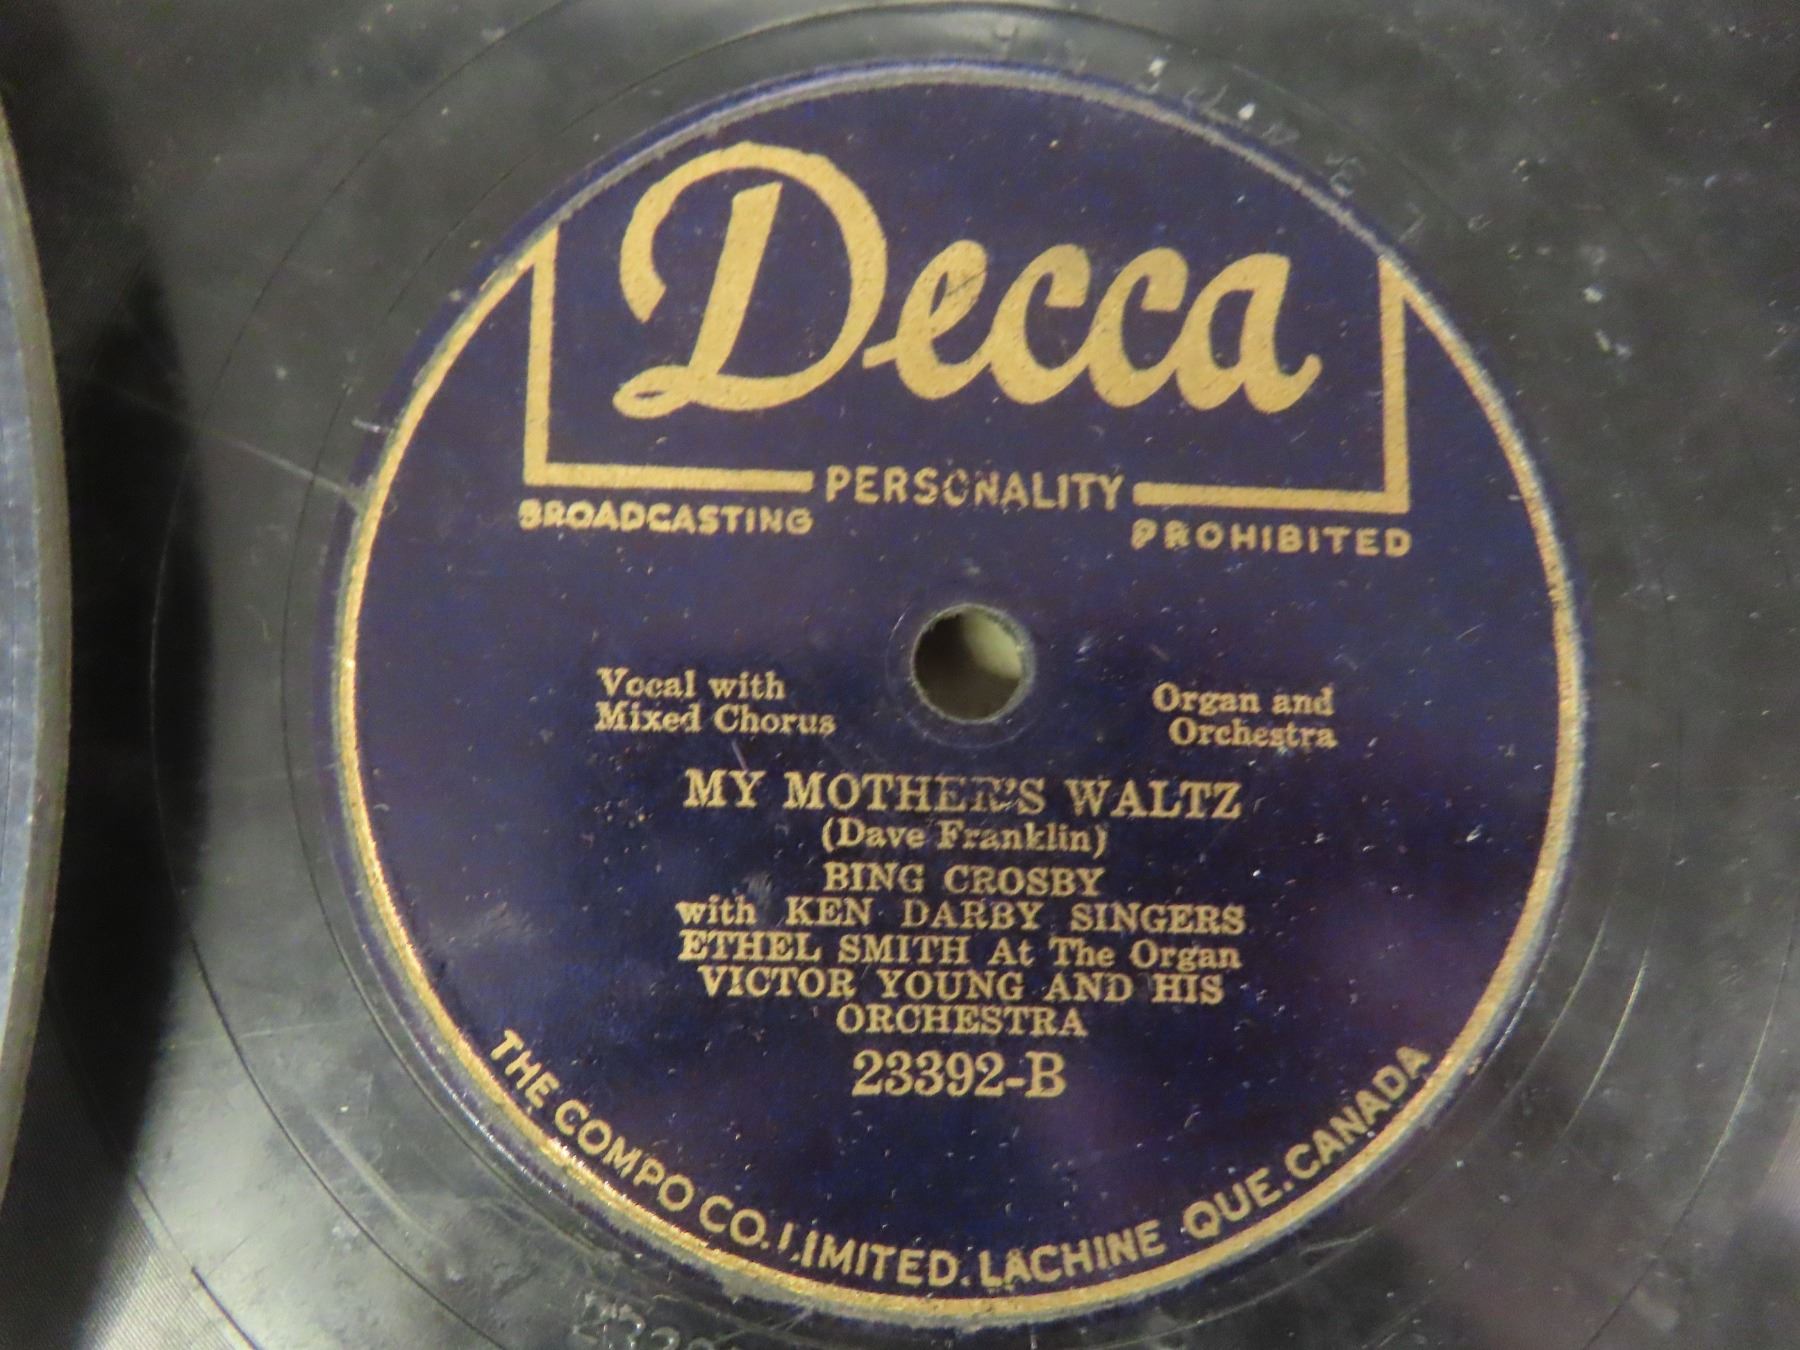 Decca
PERSONALITY
BROADCASTING PROHIBITED
Vocal with
Mixed Chorus
Organ and
Orchestra
MY MOTHER'S WALTZ
(Dave Franklin)
BING CROSBY
with KEN DARBY SINGERS
ETHEL SMITH At The Organ
VICTOR YOUNG AND HIS
ORCHESTRA
23392-B
THE COMPO CO. LIMITED. LACHINE QUE. CANADA